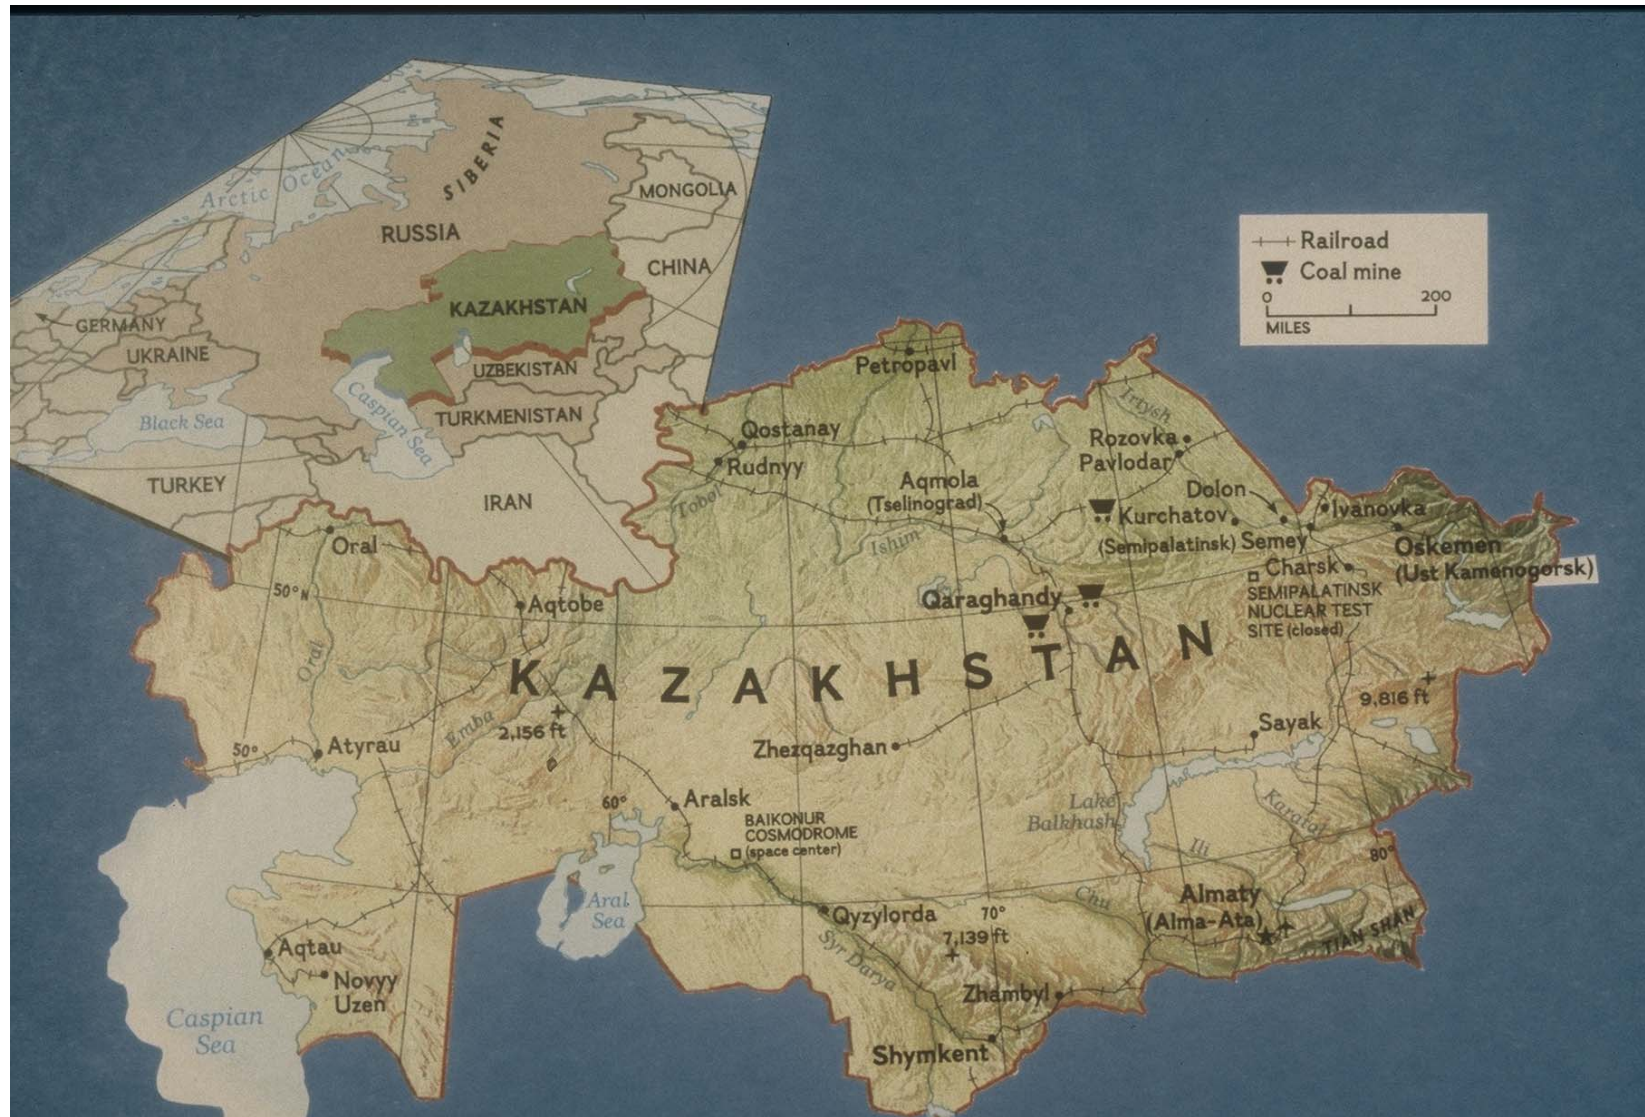 Arctic Ocean
SIBERIA
MONGOLIA
RUSSIA
CHINA
KAZAKHSTAN
GERMANY
UKRAINE
UZBEKISTAN
Black Sea
Caspian Sea
TURKMENISTAN
TURKEY
IRAN
Railroad
Coal mine
0 200
MILES
Petropavl
Irtysh
Qostanay
Rozovka
Rudnyy
Pavlodar
Tobol
Aqmola
(Tselinograd)
Dolon
Ivanovka
Kurchatov
Ishim
(Semipalatinsk) Semey
Oskemen
(Ust Kamenogorsk)
Oral
Charsk
SEMIPALATINSK
NUCLEAR TEST
SITE (closed)
50°N
Aqtobe
Qaraghandy
KAZAKHSTAN
Oral
9,816 ft
Emba
2,156 ft
Sayak
50°
Atyrau
Zhezqazghan
60°
Aralsk
Lake
Balkhash
Karatal
BAIKONUR
COSMODROME
(space center)
Ili
80°
Aral
Sea
Chu
Almaty
(Alma-Ata)
Qyzylorda
70°
TIAN SHAN
7,139 ft
Aqtau
Syr Darya
Novyy
Uzen
Zhambyl
Caspian
Sea
Shymkent